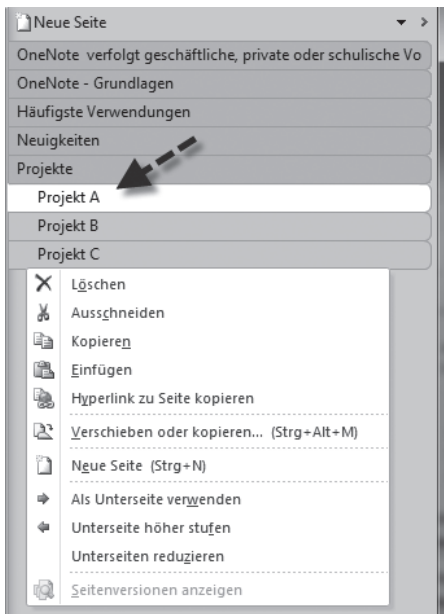 Neue Seite
OneNote verfolgt geschäftliche, private oder schulische Vo
OneNote - Grundlagen
Häufigste Verwendungen
Neuigkeiten
Projekte
Projekt A
Projekt B
Projekt C
Löschen
Ausschneiden
Kopieren
Einfügen
Hyperlink zu Seite kopieren
Verschieben oder kopieren... (Strg+Alt+M)
Neue Seite (Strg+N)
Als Unterseite verwenden
Unterseite höher stufen
Unterseiten reduzieren
Seitenversionen anzeigen